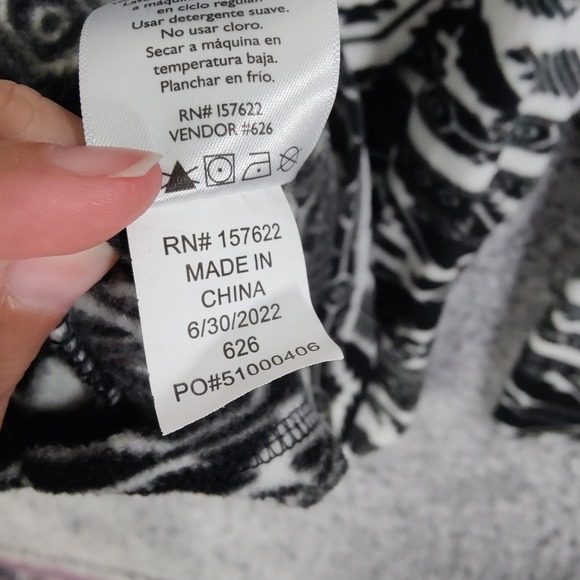 a máquin
en ciclo regular
Usar detergente suave.
No usar cloro.
Secar a máquina en
temperatura baja.
Planchar en frío.
RN# 157622
VENDOR #626
RN# 157622
MADE IN
CHINA
6/30/2022
626
PO#51000406